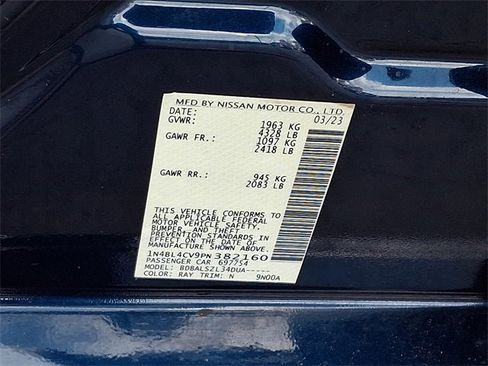 MFD BY NISSAN MOTOR CO., LTD.
DATE: 03/23
GVWR: 1963 KG
4328 LB
GAWR FR.: 1097 KG
2418 LB
GAWR RR.: 945 KG
2083 LB
THIS VEHICLE CONFORMS TO
ALL APPLICABLE FEDERAL
MOTOR VEHICLE SAFETY,
BUMPER, AND THEFT
PREVENTION STANDARDS IN
EFFECT ON THE DATE OF
MANUFACTURE SHOWN ABOVE.
1N4BL4CV9PN382160
PASSENGER CAR 697754
MODEL: BDBALSZL34DUA-----
COLOR: RAY TRIM: N 9N00A